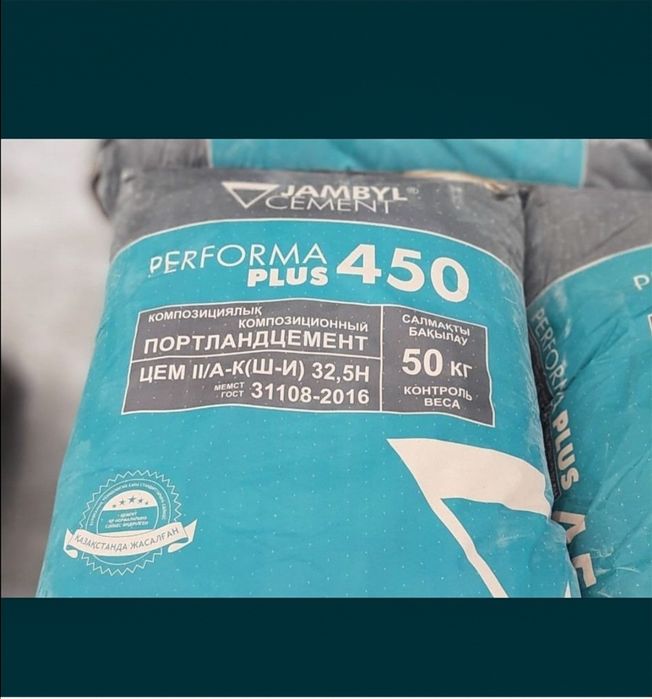 JAMBYL®
CEMENT
PERFORMA
PLUS 450
КОМПОЗИЦИЯЛЫҚ
КОМПОЗИЦИОННЫЙ
ПОРТЛАНДЦЕМЕНТ
ЦЕМ II/А-К(Ш-И) 32,5Н
МЕМСТ
ГОСТ 31108-2016
САЛМАҚТЫ
БАҚЫЛАУ
50 КГ
КОНТРОЛЬ
ВЕСА
ҚАЗАҚСТАНДА ЖАСАЛҒАН
P
PERFORMA
PLUS